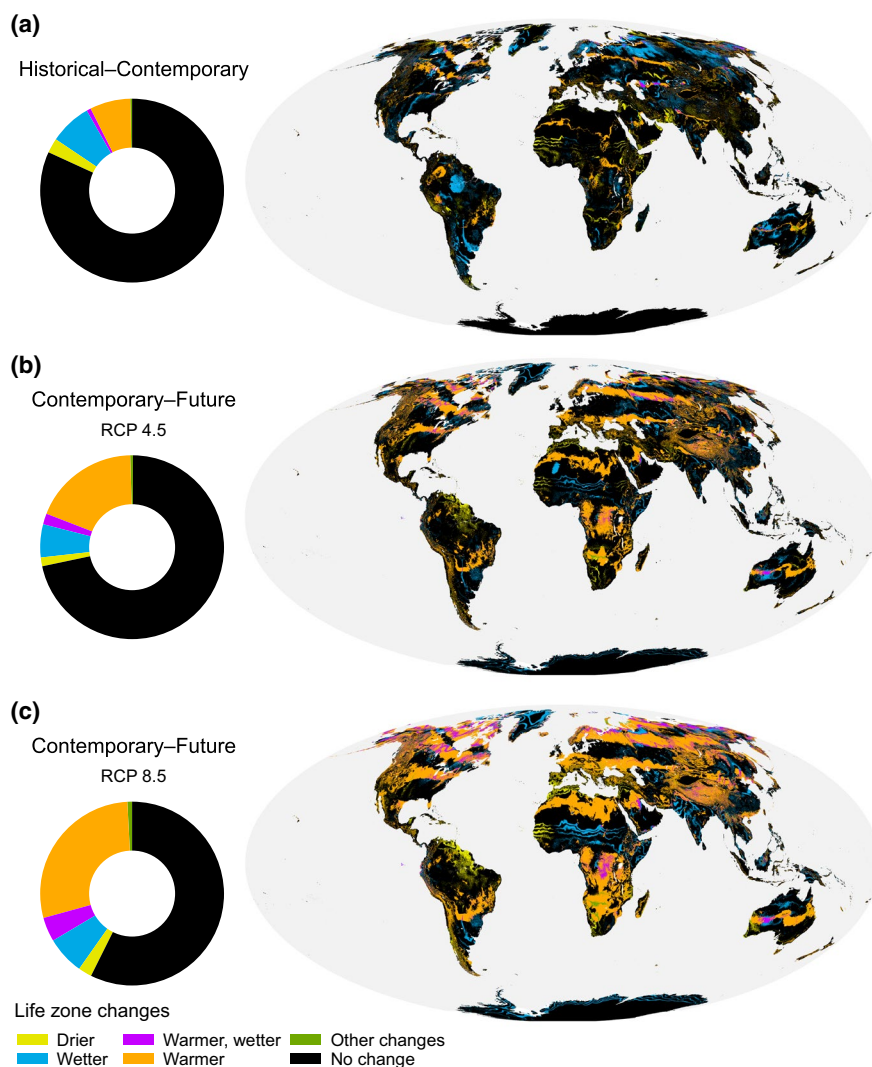 (a)
Historical–Contemporary
(b)
Contemporary–Future
RCP 4.5
(c)
Contemporary–Future
RCP 8.5
Life zone changes
Drier Warmer, wetter Other changes
Wetter Warmer No change